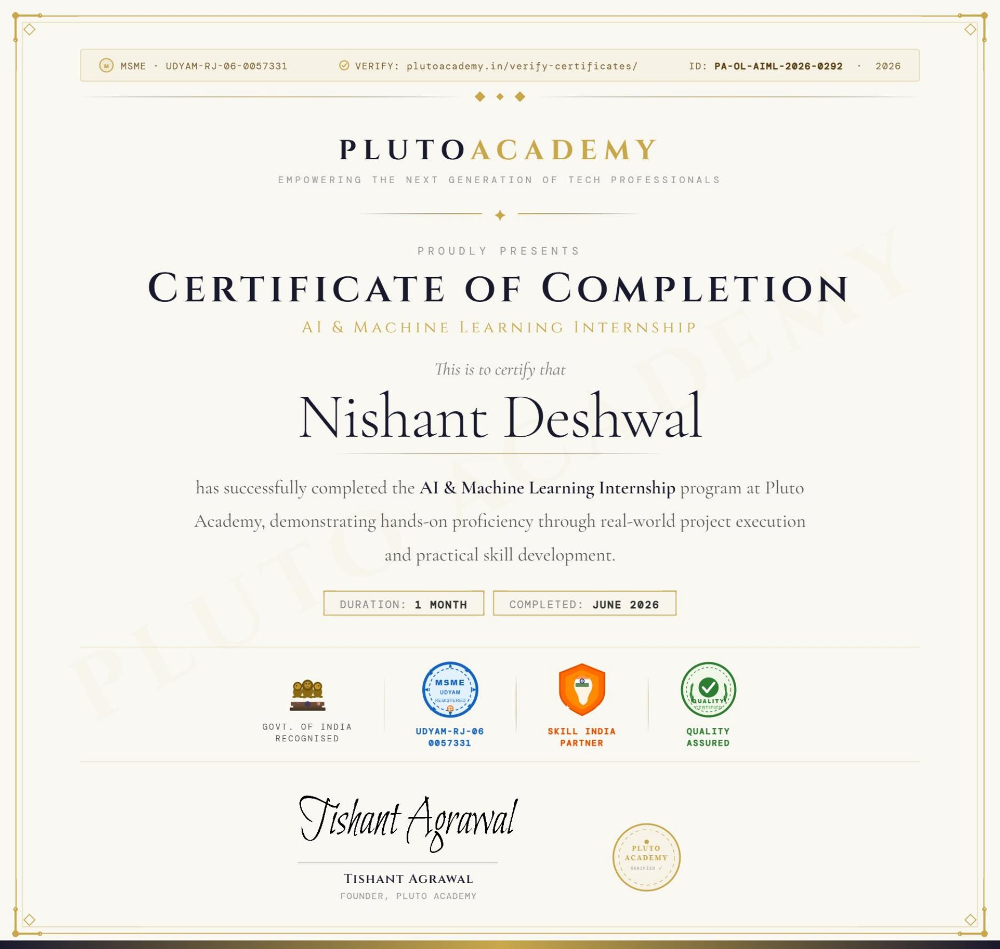 M MSME · UDYAM-RJ-06-0057331 VERIFY: plutoacademy.in/verify-certificates/ ID: PA-OL-AIML-2026-0292 · 2026
PLUTOACADEMY
EMPOWERING THE NEXT GENERATION OF TECH PROFESSIONALS
PROUDLY PRESENTS
CERTIFICATE OF COMPLETION
AI & MACHINE LEARNING INTERNSHIP
This is to certify that
Nishant Deshwal
has successfully completed the AI & Machine Learning Internship program at Pluto
Academy, demonstrating hands-on proficiency through real-world project execution
and practical skill development.
DURATION: 1 MONTH COMPLETED: JUNE 2026
PLUTO ACADEMY
GOVT. OF INDIA
RECOGNISED
MSME
UDYAM
REGISTERED
UDYAM-RJ-06
0057331
SKILL INDIA
PARTNER
QUALITY
CERTIFIED
QUALITY
ASSURED
Tishant Agrawal
TISHANT AGRAWAL
FOUNDER, PLUTO ACADEMY
PLUTO
ACADEMY
VERIFIED ✓